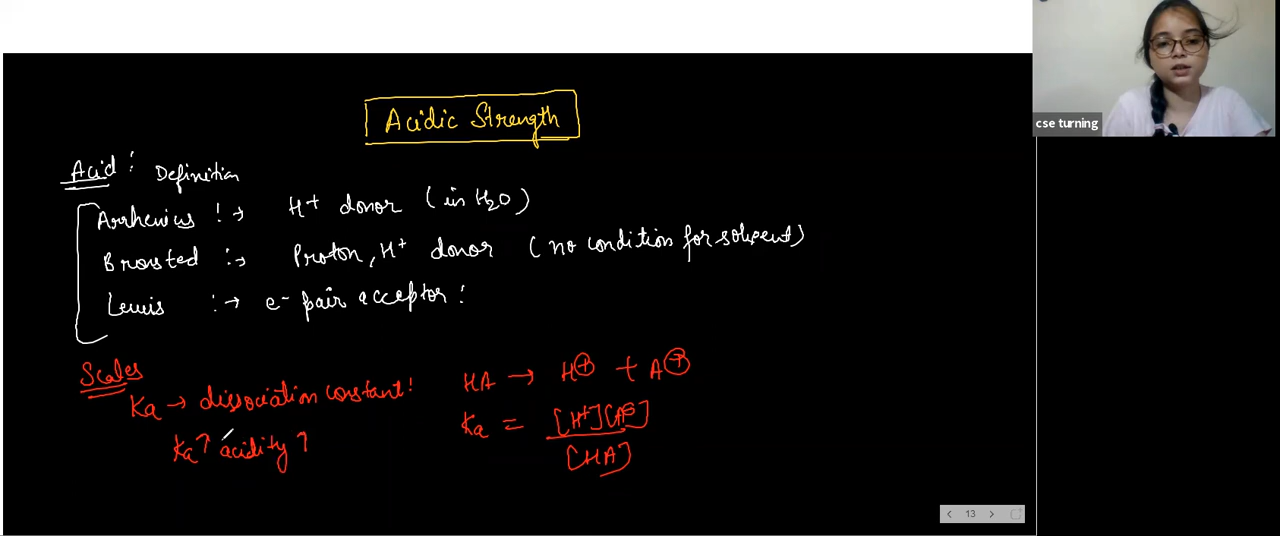 cse turning
Acidic Strength
Acid : Definition
Arrhenius :→ H+ donor (in H2O)
Bronsted :→ Proton, H+ donor (no condition for solvent)
Lewis :→ e- pair acceptor !
Scales
Ka → dissociation constant !
Ka↑ acidity ↑
HA → H⊕ + A⊕
Ka = [H+][A⊖]
[HA]
13